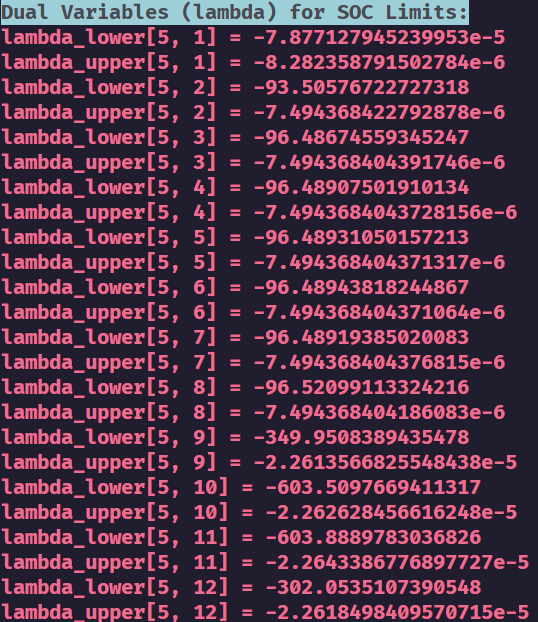 Dual Variables (lambda) for SOC Limits:
lambda_lower[5, 1] = -7.877127945239953e-5
lambda_upper[5, 1] = -8.282358791502784e-6
lambda_lower[5, 2] = -93.50576722727318
lambda_upper[5, 2] = -7.494368422792878e-6
lambda_lower[5, 3] = -96.48674559345247
lambda_upper[5, 3] = -7.494368404391746e-6
lambda_lower[5, 4] = -96.48907501910134
lambda_upper[5, 4] = -7.4943684043728156e-6
lambda_lower[5, 5] = -96.48931050157213
lambda_upper[5, 5] = -7.494368404371317e-6
lambda_lower[5, 6] = -96.48943818244867
lambda_upper[5, 6] = -7.494368404371064e-6
lambda_lower[5, 7] = -96.48919385020083
lambda_upper[5, 7] = -7.494368404376815e-6
lambda_lower[5, 8] = -96.52099113324216
lambda_upper[5, 8] = -7.494368404186083e-6
lambda_lower[5, 9] = -349.9508389435478
lambda_upper[5, 9] = -2.2613566825548438e-5
lambda_lower[5, 10] = -603.5097669411317
lambda_upper[5, 10] = -2.262628456616248e-5
lambda_lower[5, 11] = -603.8889783036826
lambda_upper[5, 11] = -2.2643386776897727e-5
lambda_lower[5, 12] = -302.0535107390548
lambda_upper[5, 12] = -2.2618498409570715e-5